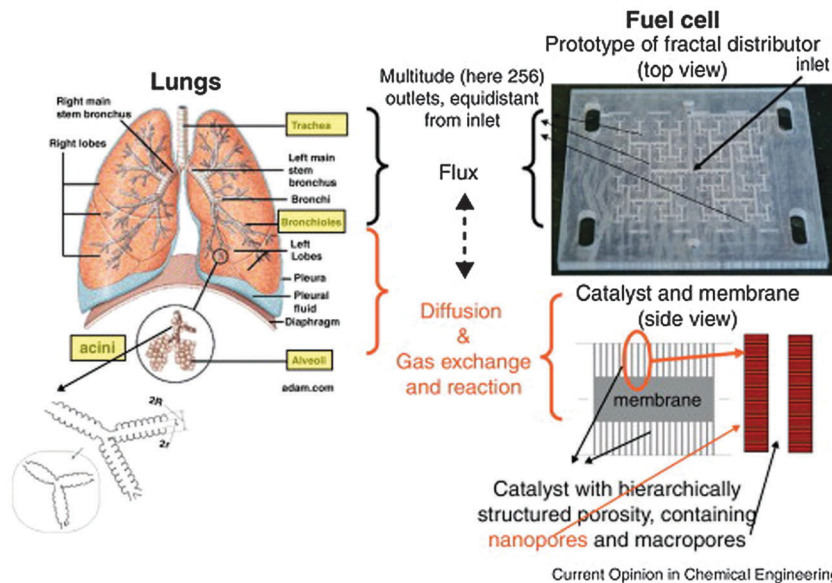 Fuel cell
Prototype of fractal distributor
(top view)
inlet
Lungs
Multitude (here 256)
outlets, equidistant
from inlet
Right main
stem bronchus
Right lobes
Trachea
Left main
stem bronchus
Bronchi
Bronchioles
Left
Lobes
Pleura
Pleural
fluid
Diaphragm
acini
Alveoli
adam.com
2R
2r
Flux
Diffusion
&
Gas exchange
and reaction
Catalyst and membrane
(side view)
membrane
Catalyst with hierarchically
structured porosity, containing
nanopores and macropores
Current Opinion in Chemical Engineering